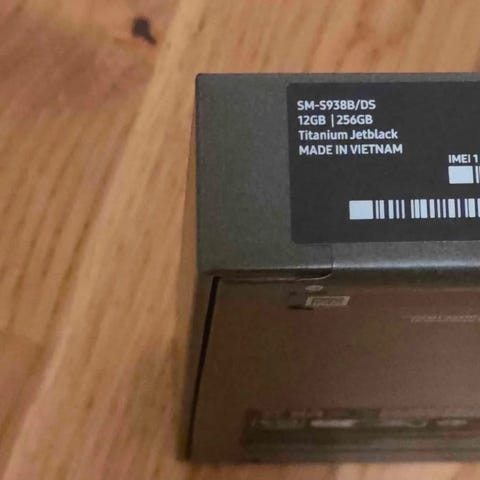 SM-S938B/DS
12GB | 256GB
Titanium Jetblack
MADE IN VIETNAM
IMEI 1